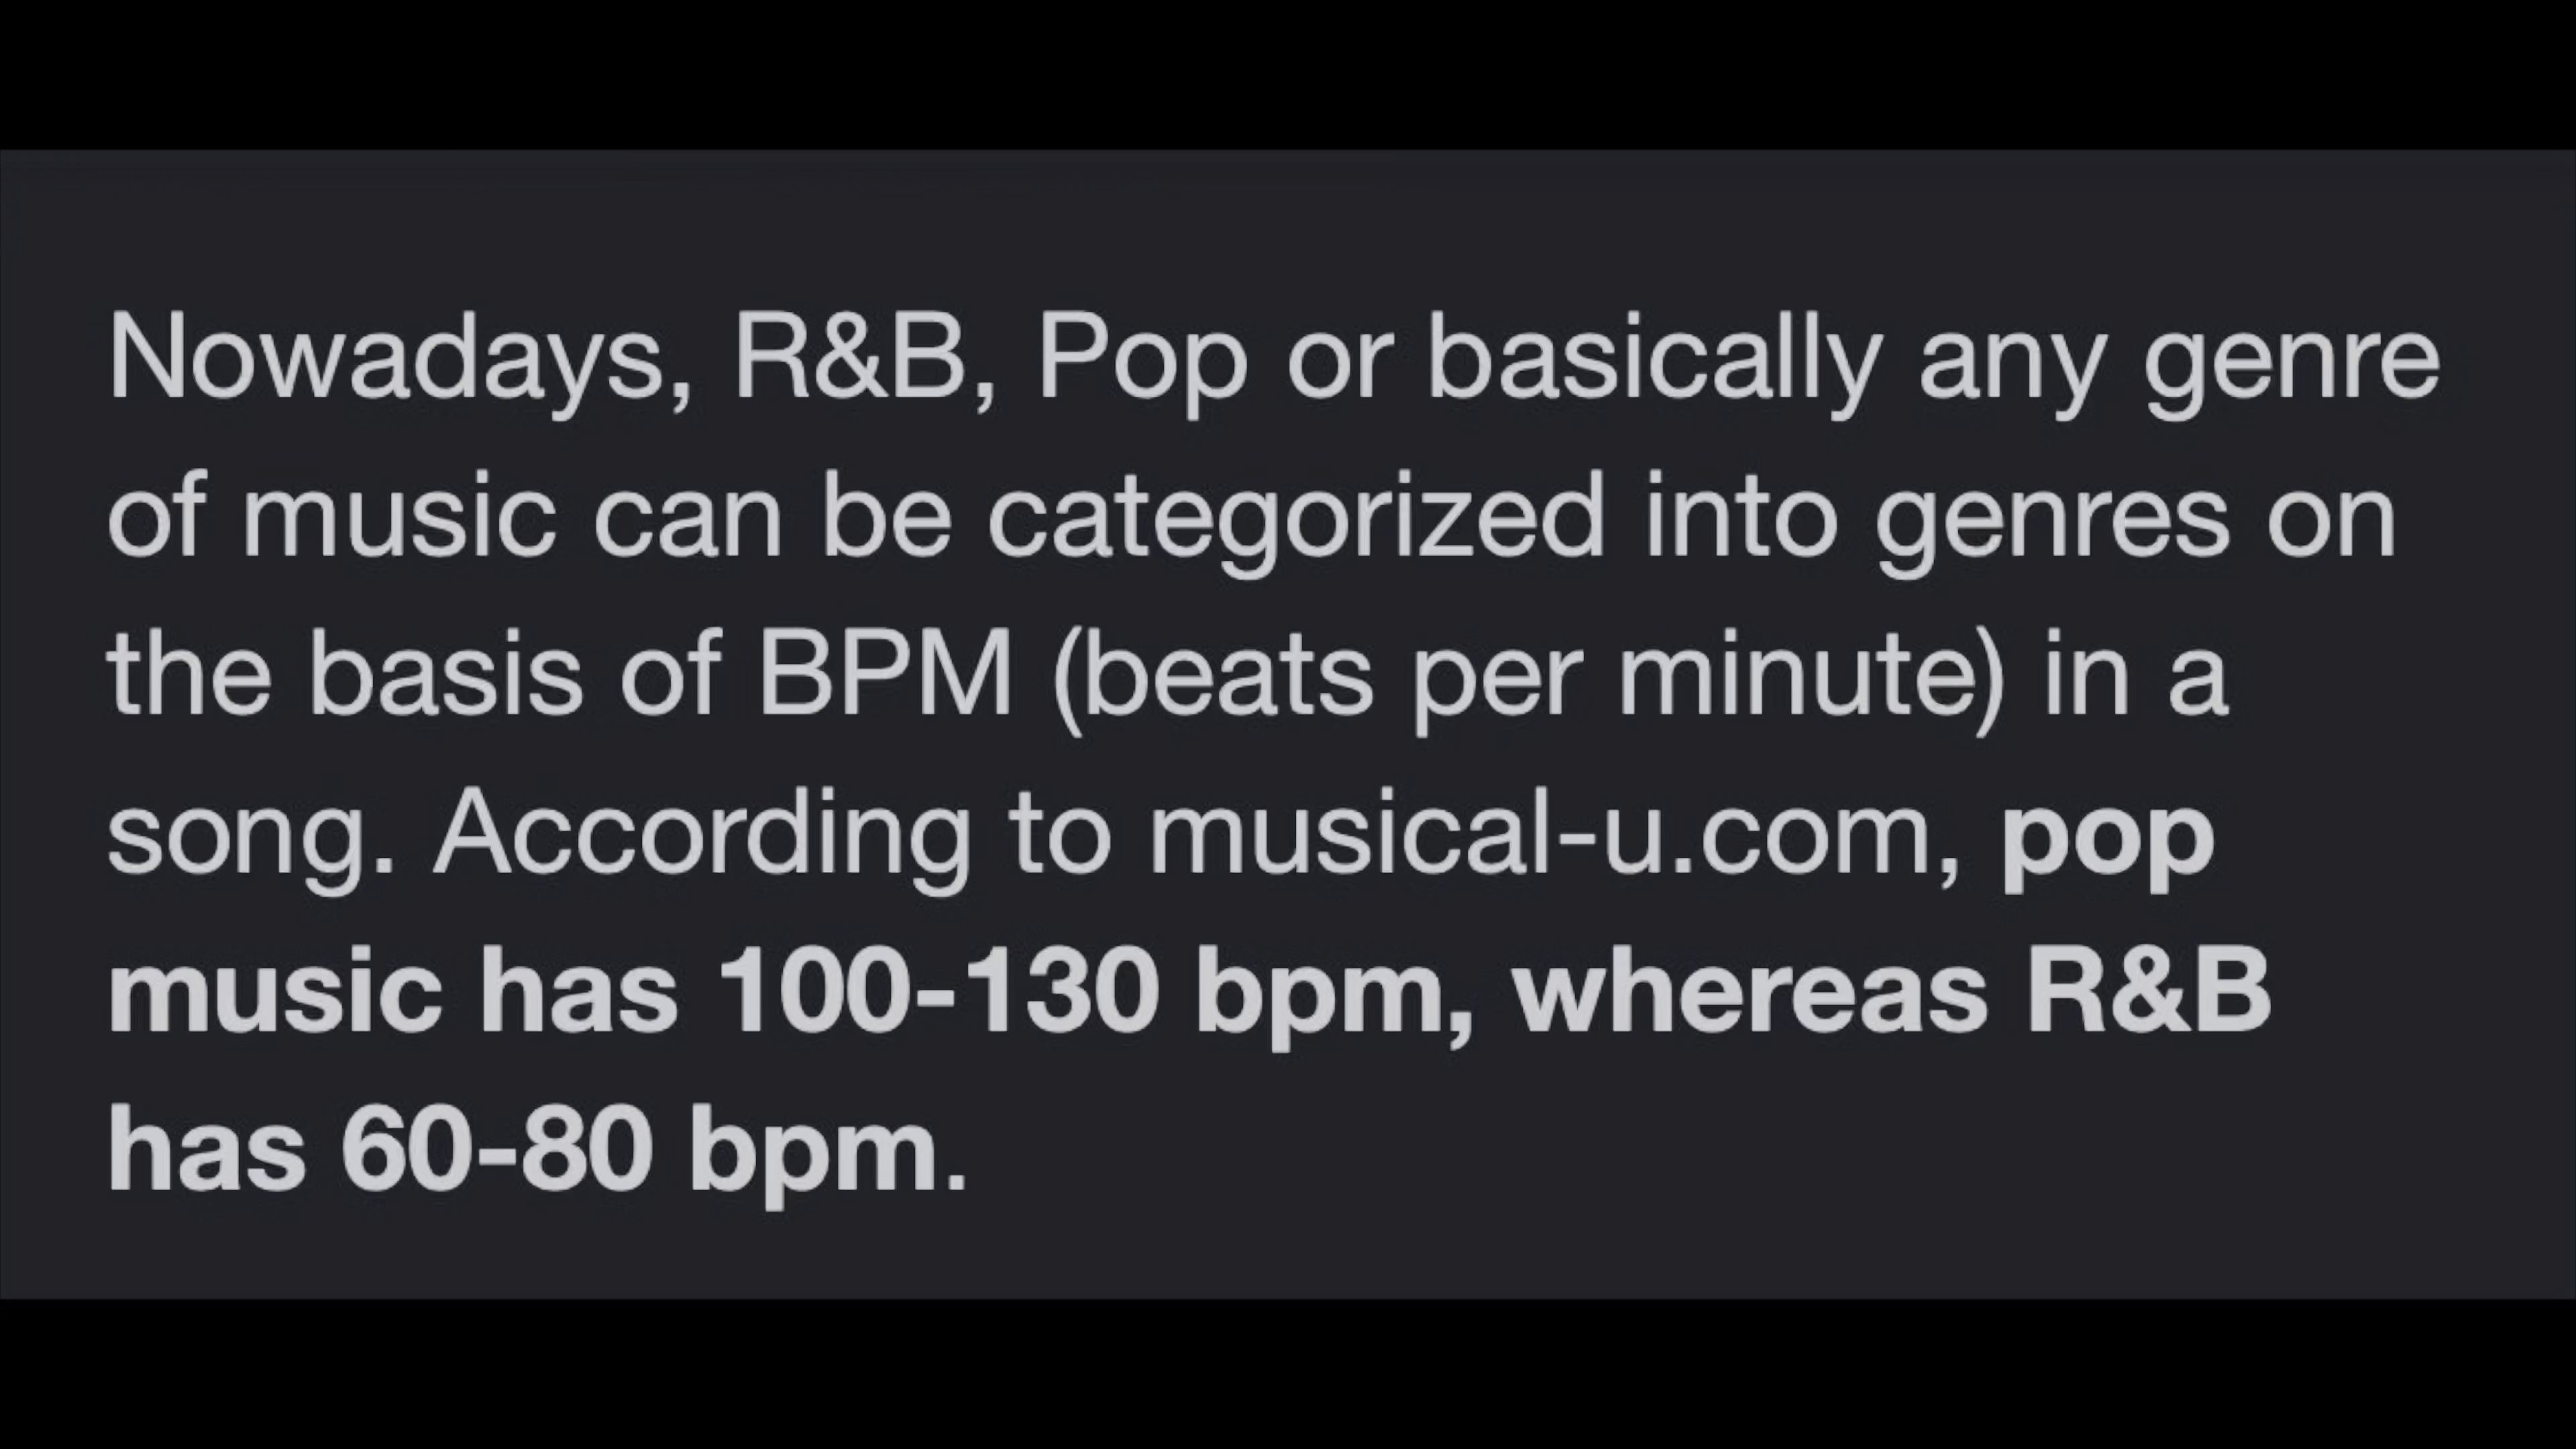 Nowadays, R&B, Pop or basically any genre
of music can be categorized into genres on
the basis of BPM (beats per minute) in a
song. According to musical-u.com, pop
music has 100-130 bpm, whereas R&B
has 60-80 bpm.